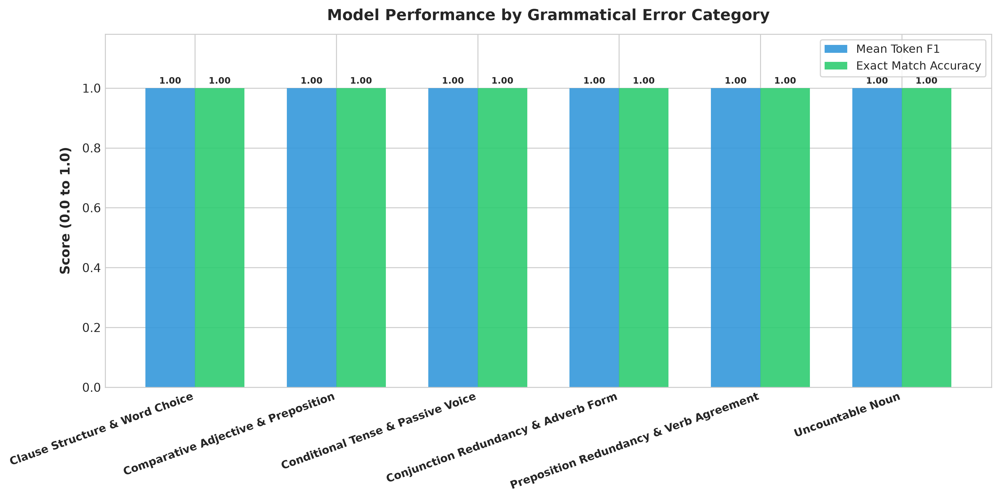 Model Performance by Grammatical Error Category
Mean Token F1
Exact Match Accuracy
1.00 1.00 1.00 1.00 1.00 1.00 1.00 1.00 1.00 1.00 1.00 1.00
1.0
0.8
0.6
0.4
0.2
0.0
Score (0.0 to 1.0)
Clause Structure & Word Choice
Comparative Adjective & Preposition
Conditional Tense & Passive Voice
Conjunction Redundancy & Adverb Form
Preposition Redundancy & Verb Agreement
Uncountable Noun